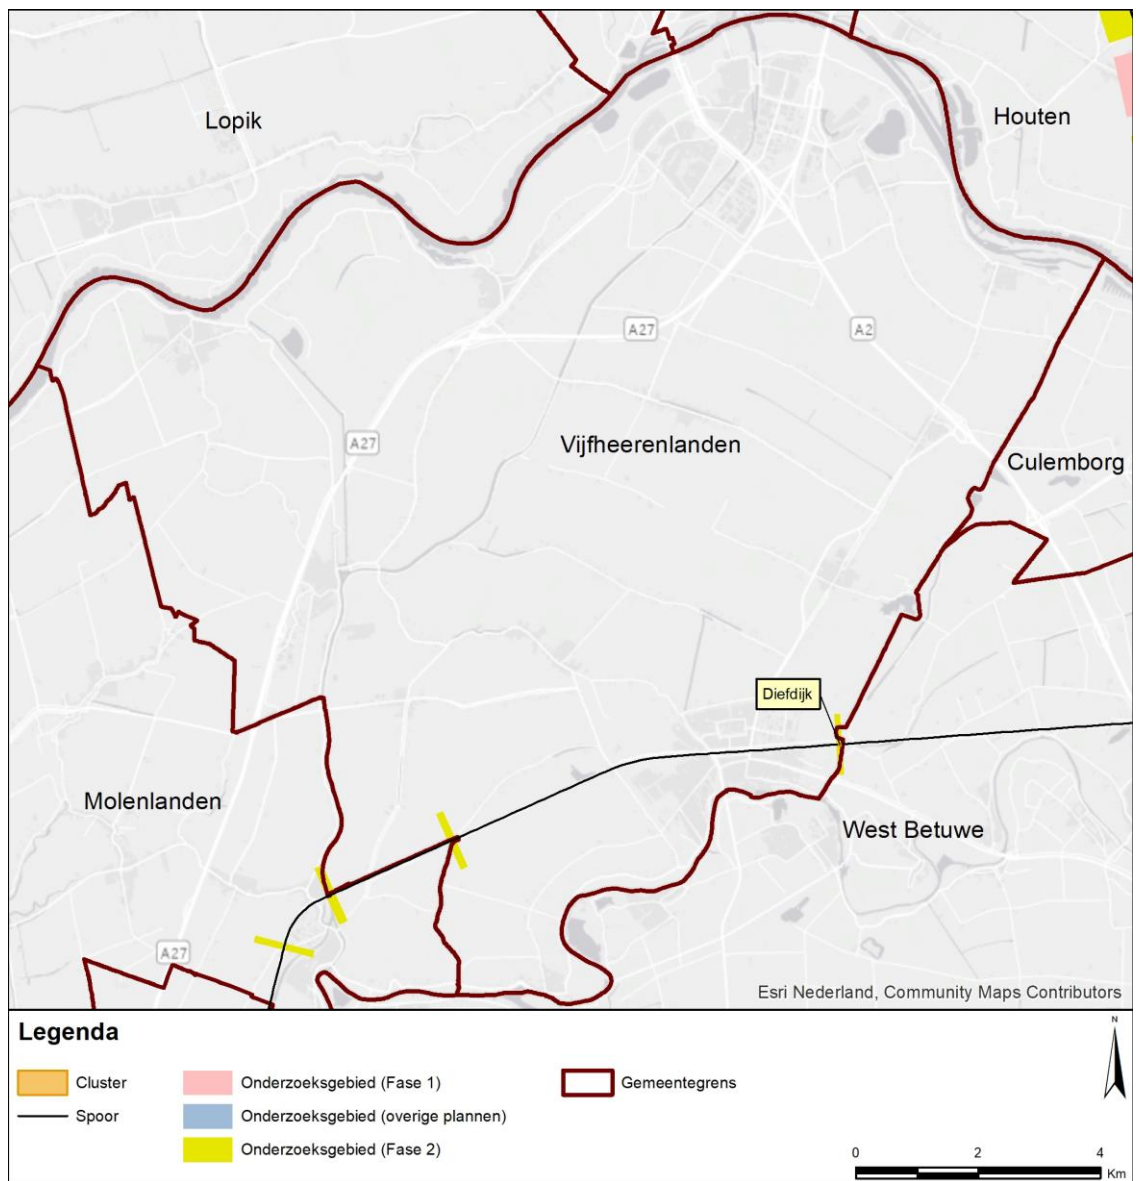 Lopik
Houten
A27
A2
A27
Vijfheerenlanden
Culemborg
Diefdijk
Molenlanden
West Betuwe
A27
Esri Nederland, Community Maps Contributors
Legenda
N
Cluster
Onderzoeksgebied (Fase 1)
Gemeentegrens
Spoor
Onderzoeksgebied (overige plannen)
Onderzoeksgebied (Fase 2)
0 2 4
Km